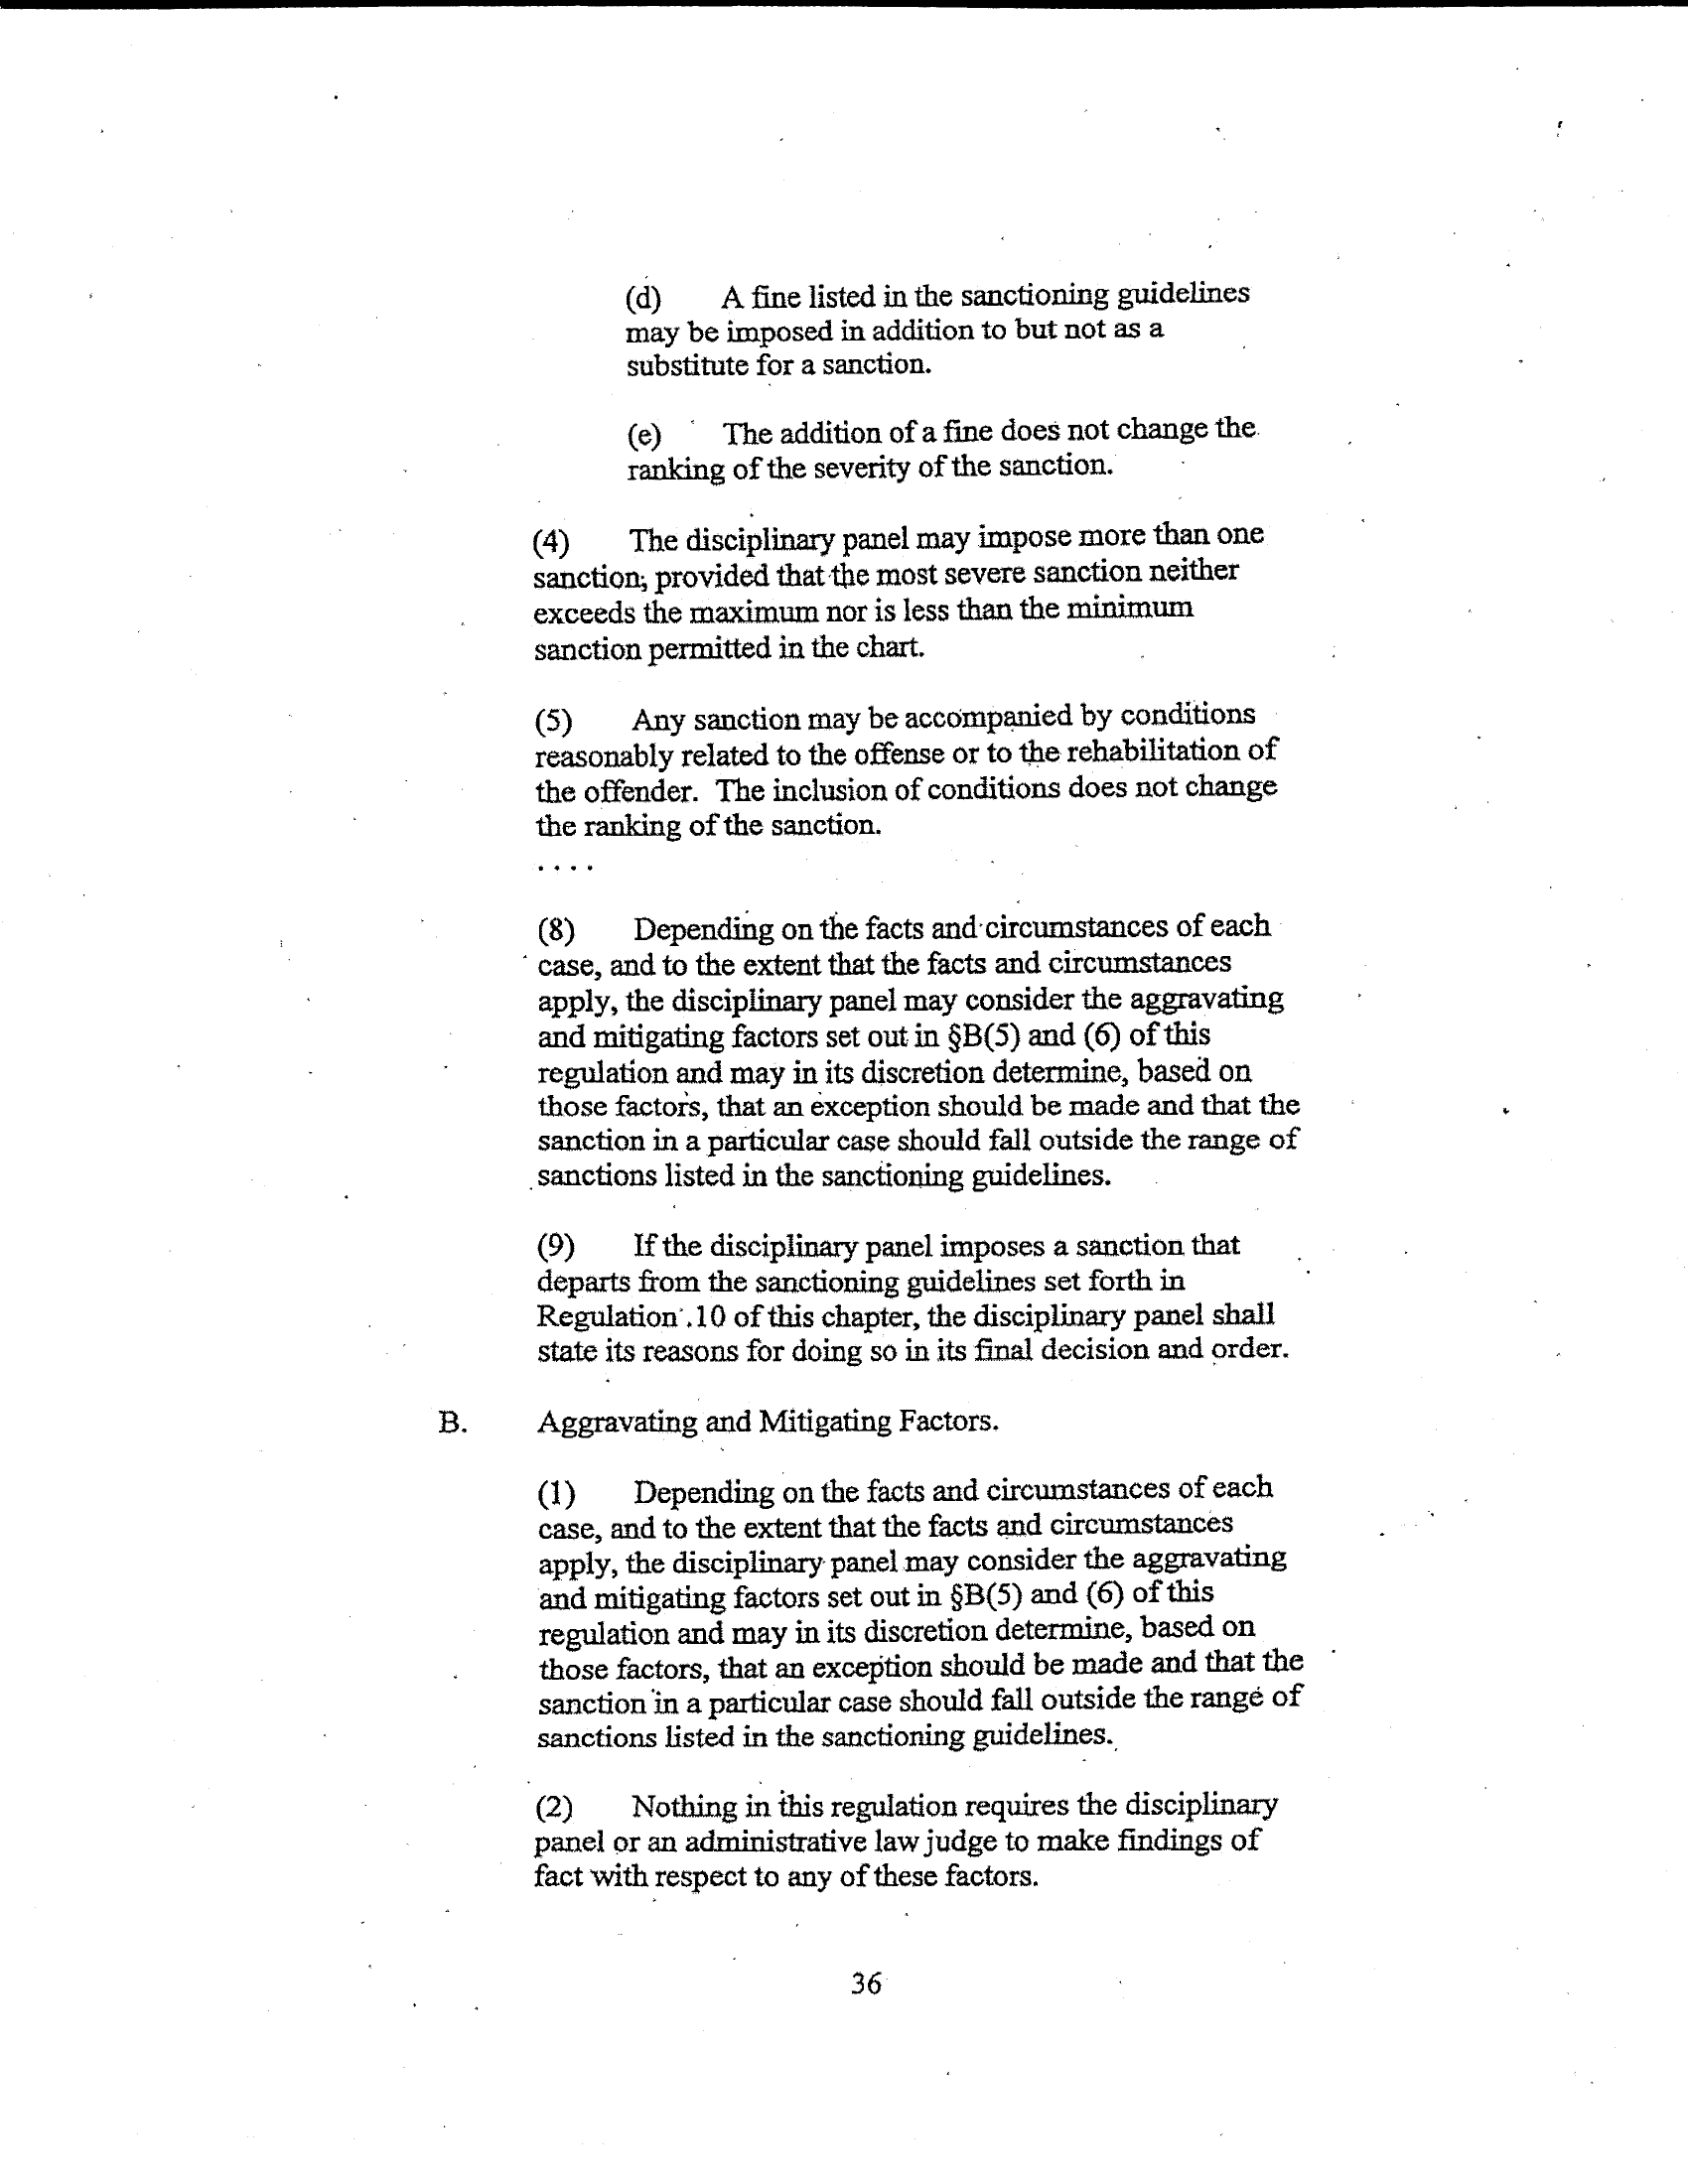 (d) A fine listed in the sanctioning guidelines
may be imposed in addition to but not as a
substitute for a sanction.
(e) The addition of a fine does not change the
ranking of the severity of the sanction.
(4) The disciplinary panel may impose more than one
sanction, provided that the most severe sanction neither
exceeds the maximum nor is less than the minimum
sanction permitted in the chart.
(5) Any sanction may be accompanied by conditions
reasonably related to the offense or to the rehabilitation of
the offender. The inclusion of conditions does not change
the ranking of the sanction.
. . . .
(8) Depending on the facts and circumstances of each
case, and to the extent that the facts and circumstances
apply, the disciplinary panel may consider the aggravating
and mitigating factors set out in §B(5) and (6) of this
regulation and may in its discretion determine, based on
those factors, that an exception should be made and that the
sanction in a particular case should fall outside the range of
sanctions listed in the sanctioning guidelines.
(9) If the disciplinary panel imposes a sanction that
departs from the sanctioning guidelines set forth in
Regulation .10 of this chapter, the disciplinary panel shall
state its reasons for doing so in its final decision and order.
B. Aggravating and Mitigating Factors.
(1) Depending on the facts and circumstances of each
case, and to the extent that the facts and circumstances
apply, the disciplinary panel may consider the aggravating
and mitigating factors set out in §B(5) and (6) of this
regulation and may in its discretion determine, based on
those factors, that an exception should be made and that the
sanction in a particular case should fall outside the range of
sanctions listed in the sanctioning guidelines.
(2) Nothing in this regulation requires the disciplinary
panel or an administrative law judge to make findings of
fact with respect to any of these factors.
36